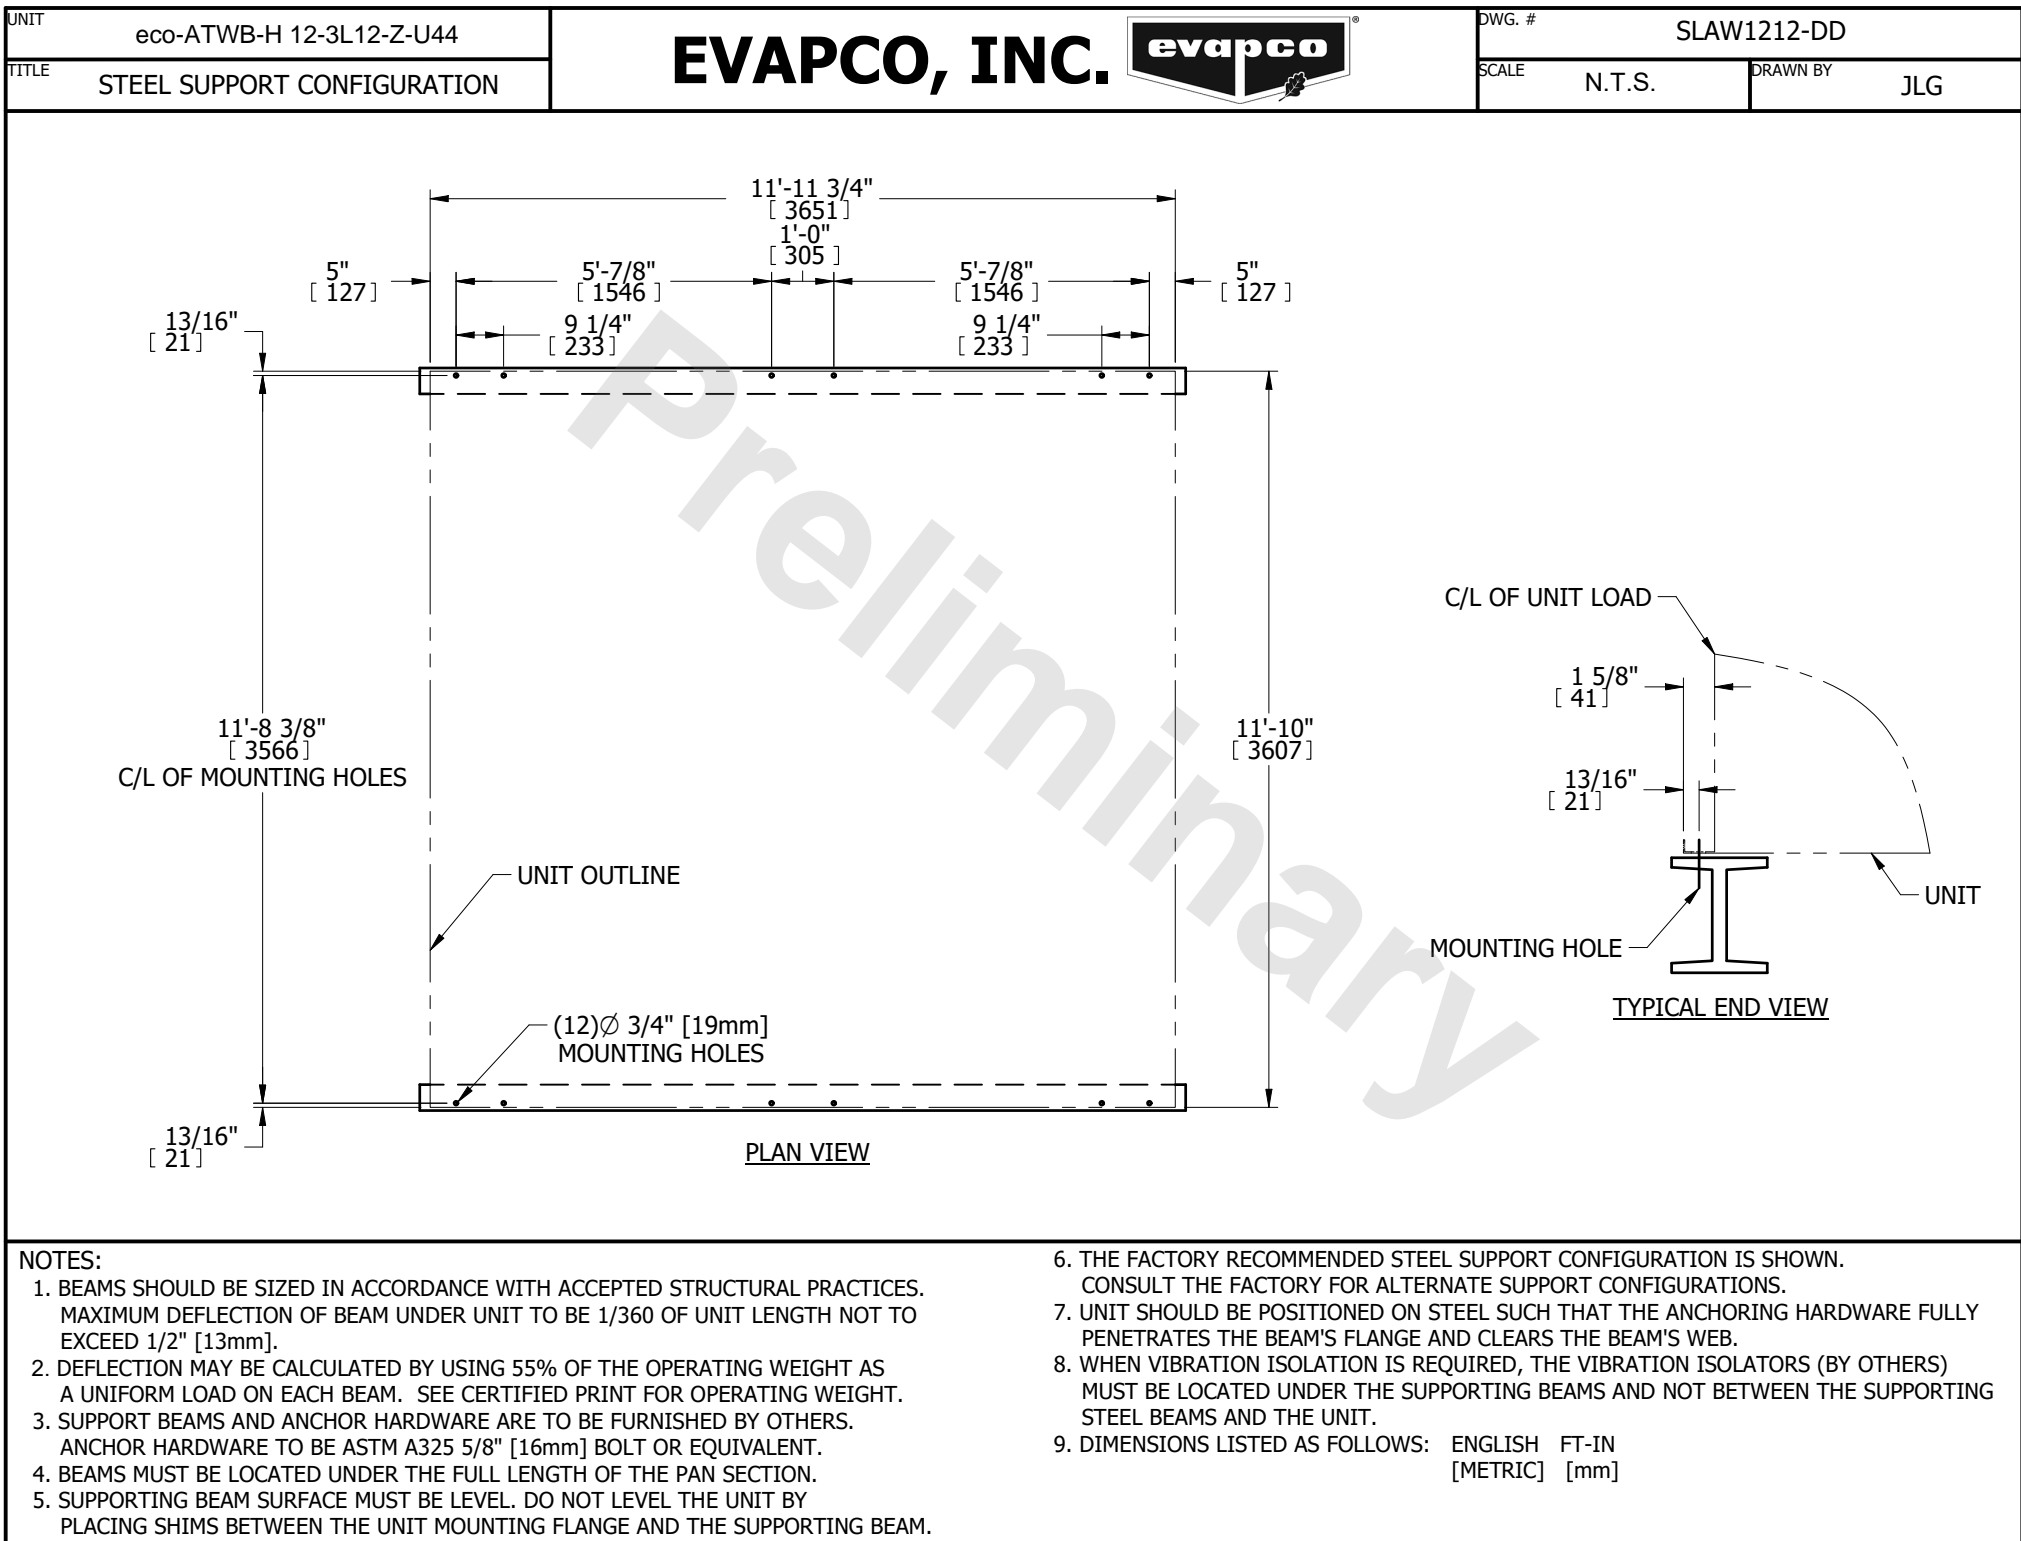 UNIT
eco-ATWB-H 12-3L12-Z-U44
TITLE
STEEL SUPPORT CONFIGURATION
EVAPCO, INC.
evapco
®
DWG. #
SLAW1212-DD
SCALE
N.T.S.
DRAWN BY
JLG
11'-11 3/4"
[ 3651]
1'-0"
[ 305 ]
5"
[ 127]
5'-7/8"
[ 1546 ]
5'-7/8"
[ 1546 ]
5"
[ 127 ]
13/16"
[ 21]
9 1/4"
[ 233]
9 1/4"
[ 233 ]
11'-8 3/8"
[ 3566]
C/L OF MOUNTING HOLES
11'-10"
[ 3607]
UNIT OUTLINE
(12)∅ 3/4" [19mm]
MOUNTING HOLES
13/16"
[ 21]
PLAN VIEW
Preliminary
C/L OF UNIT LOAD
1 5/8"
[ 41]
13/16"
[ 21]
UNIT
MOUNTING HOLE
TYPICAL END VIEW
NOTES:
1. BEAMS SHOULD BE SIZED IN ACCORDANCE WITH ACCEPTED STRUCTURAL PRACTICES.
MAXIMUM DEFLECTION OF BEAM UNDER UNIT TO BE 1/360 OF UNIT LENGTH NOT TO
EXCEED 1/2" [13mm].
2. DEFLECTION MAY BE CALCULATED BY USING 55% OF THE OPERATING WEIGHT AS
A UNIFORM LOAD ON EACH BEAM. SEE CERTIFIED PRINT FOR OPERATING WEIGHT.
3. SUPPORT BEAMS AND ANCHOR HARDWARE ARE TO BE FURNISHED BY OTHERS.
ANCHOR HARDWARE TO BE ASTM A325 5/8" [16mm] BOLT OR EQUIVALENT.
4. BEAMS MUST BE LOCATED UNDER THE FULL LENGTH OF THE PAN SECTION.
5. SUPPORTING BEAM SURFACE MUST BE LEVEL. DO NOT LEVEL THE UNIT BY
PLACING SHIMS BETWEEN THE UNIT MOUNTING FLANGE AND THE SUPPORTING BEAM.
6. THE FACTORY RECOMMENDED STEEL SUPPORT CONFIGURATION IS SHOWN.
CONSULT THE FACTORY FOR ALTERNATE SUPPORT CONFIGURATIONS.
7. UNIT SHOULD BE POSITIONED ON STEEL SUCH THAT THE ANCHORING HARDWARE FULLY
PENETRATES THE BEAM'S FLANGE AND CLEARS THE BEAM'S WEB.
8. WHEN VIBRATION ISOLATION IS REQUIRED, THE VIBRATION ISOLATORS (BY OTHERS)
MUST BE LOCATED UNDER THE SUPPORTING BEAMS AND NOT BETWEEN THE SUPPORTING
STEEL BEAMS AND THE UNIT.
9. DIMENSIONS LISTED AS FOLLOWS: ENGLISH FT-IN
[METRIC] [mm]